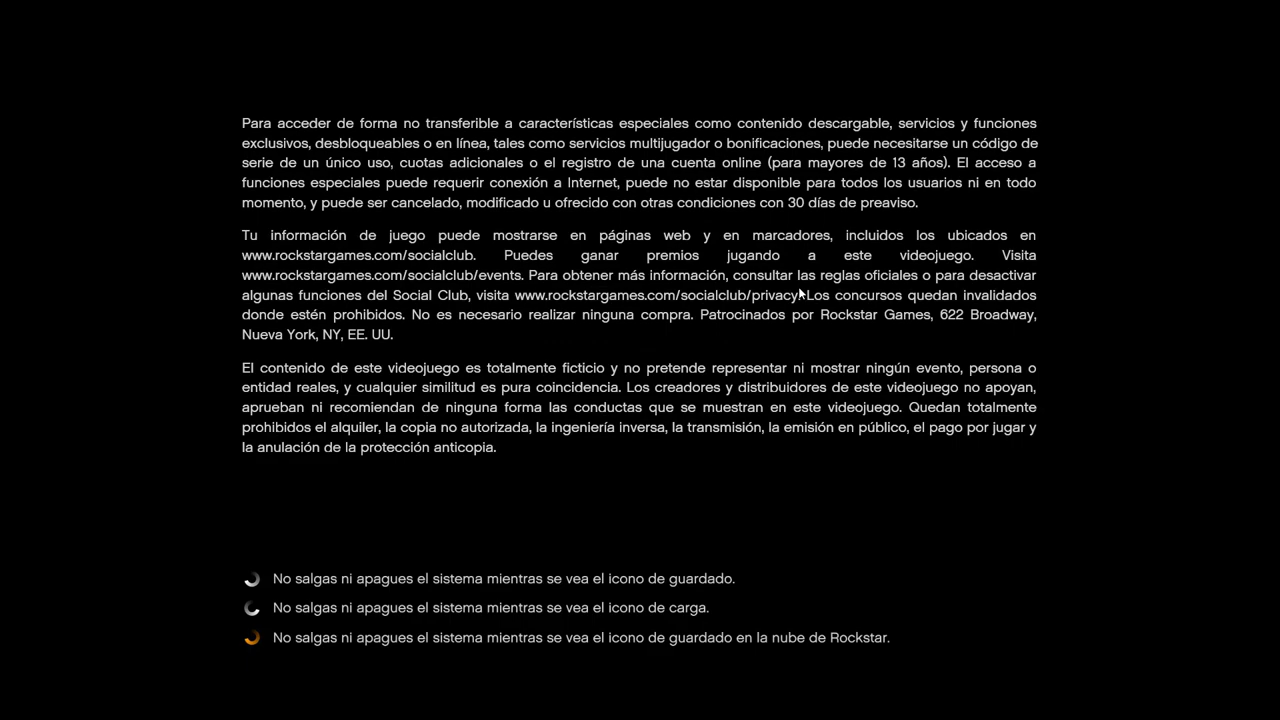 Para acceder de forma no transferible a características especiales como contenido descargable, servicios y funciones
exclusivos, desbloqueables o en línea, tales como servicios multijugador o bonificaciones, puede necesitarse un código de
serie de un único uso, cuotas adicionales o el registro de una cuenta online (para mayores de 13 años). El acceso a
funciones especiales puede requerir conexión a Internet, puede no estar disponible para todos los usuarios ni en todo
momento, y puede ser cancelado, modificado u ofrecido con otras condiciones con 30 días de preaviso.
Tu información de juego puede mostrarse en páginas web y en marcadores, incluidos los ubicados en
www.rockstargames.com/socialclub. Puedes ganar premios jugando a este videojuego. Visita
www.rockstargames.com/socialclub/events. Para obtener más información, consultar las reglas oficiales o para desactivar
algunas funciones del Social Club, visita www.rockstargames.com/socialclub/privacy. Los concursos quedan invalidados
donde estén prohibidos. No es necesario realizar ninguna compra. Patrocinados por Rockstar Games, 622 Broadway,
Nueva York, NY, EE. UU.
El contenido de este videojuego es totalmente ficticio y no pretende representar ni mostrar ningún evento, persona o
entidad reales, y cualquier similitud es pura coincidencia. Los creadores y distribuidores de este videojuego no apoyan,
aprueban ni recomiendan de ninguna forma las conductas que se muestran en este videojuego. Quedan totalmente
prohibidos el alquiler, la copia no autorizada, la ingeniería inversa, la transmisión, la emisión en público, el pago por jugar y
la anulación de la protección anticopia.
No salgas ni apagues el sistema mientras se vea el icono de guardado.
No salgas ni apagues el sistema mientras se vea el icono de carga.
No salgas ni apagues el sistema mientras se vea el icono de guardado en la nube de Rockstar.